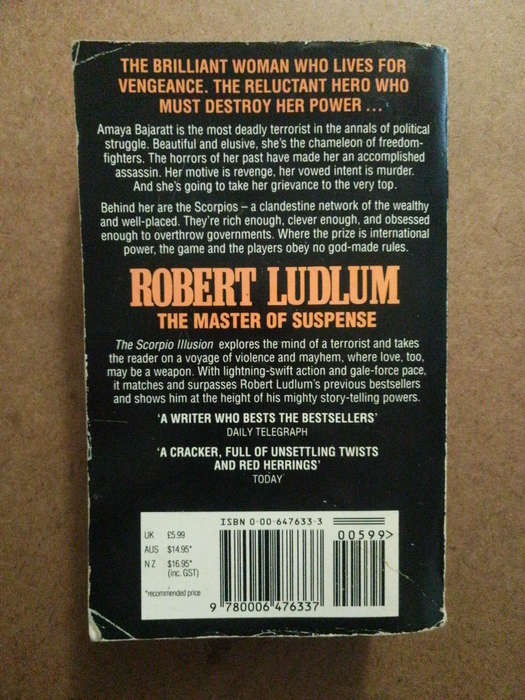 THE BRILLIANT WOMAN WHO LIVES FOR
VENGEANCE. THE RELUCTANT HERO WHO
MUST DESTROY HER POWER ...
Amaya Bajaratt is the most deadly terrorist in the annals of political
struggle. Beautiful and elusive, she's the chameleon of freedom-
fighters. The horrors of her past have made her an accomplished
assassin. Her motive is revenge, her vowed intent is murder.
And she's going to take her grievance to the very top.
Behind her are the Scorpios – a clandestine network of the wealthy
and well-placed. They're rich enough, clever enough, and obsessed
enough to overthrow governments. Where the prize is international
power, the game and the players obey no god-made rules.
ROBERT LUDLUM
THE MASTER OF SUSPENSE
The Scorpio Illusion explores the mind of a terrorist and takes
the reader on a voyage of violence and mayhem, where love, too,
may be a weapon. With lightning-swift action and gale-force pace,
it matches and surpasses Robert Ludlum's previous bestsellers
and shows him at the height of his mighty story-telling powers.
'A WRITER WHO BESTS THE BESTSELLERS'
DAILY TELEGRAPH
'A CRACKER, FULL OF UNSETTLING TWISTS
AND RED HERRINGS'
TODAY
ISBN 0-00-647633-3
UK £5.99
AUS $14.95*
NZ $16.95*
(inc. GST)
*recommended price
00599>
9 780006 476337